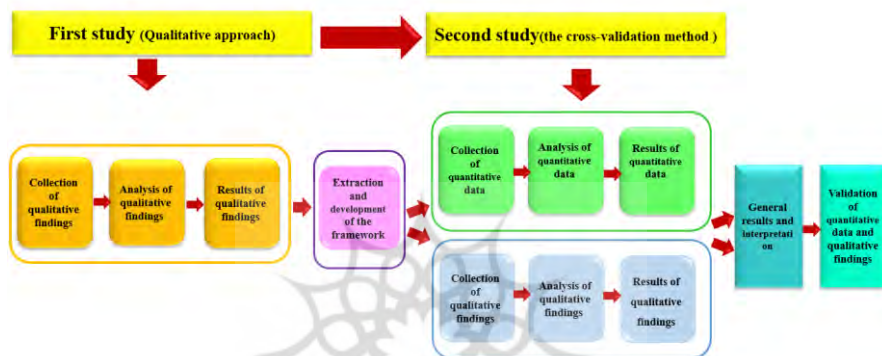 First study (Qualitative approach)
Second study(the cross-validation method )
Collection
of
qualitative
findings
Analysis of
qualitative
findings
Results of
qualitative
findings
Extraction
and
development
of the
framework
Collection
of
quantitative
data
Analysis of
quantitative
data
Results of
quantitative
data
Collection
of
qualitative
findings
Analysis of
qualitative
findings
Results of
qualitative
findings
General
results and
interpretati
on
Validation
of
quantitative
data and
qualitative
findings